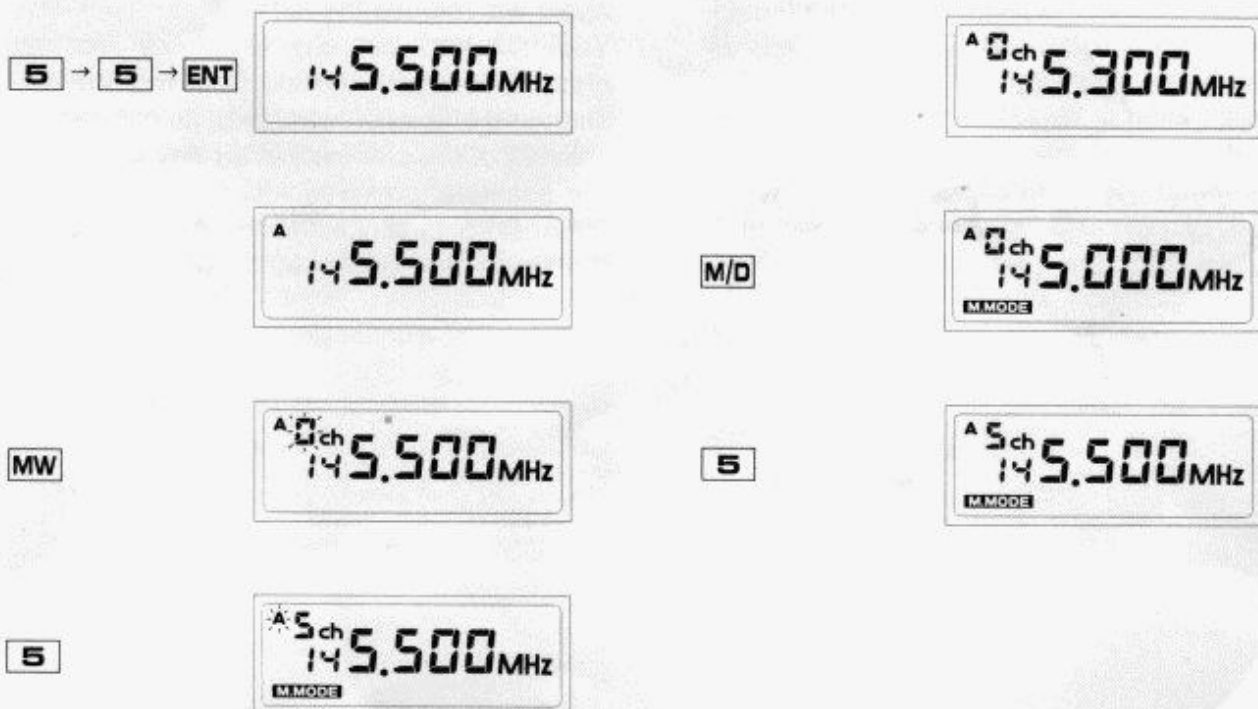 5 → 5 → ENT
145.500MHz
A
145.500MHz
MW
A 0ch
145.500MHz
5
A 5ch
145.500MHz
M.MODE
A 0ch
145.300MHz
M/D
A 0ch
145.000MHz
M.MODE
5
A 5ch
145.500MHz
M.MODE